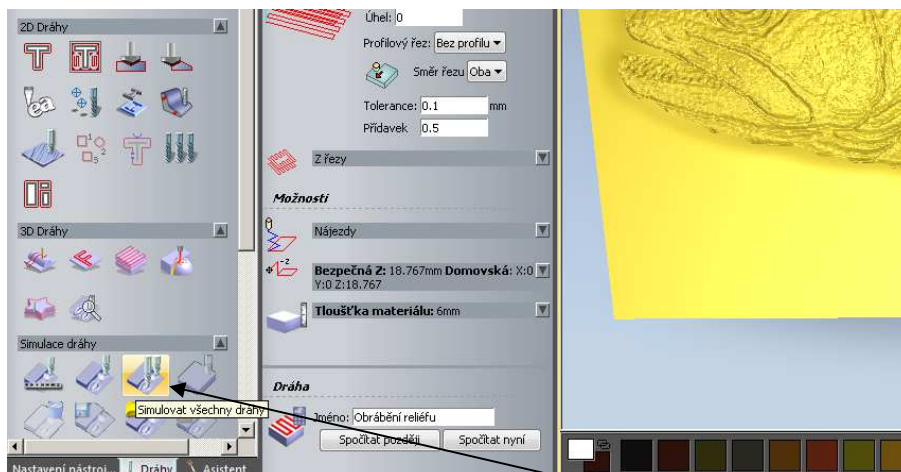 2D Dráhy
3D Dráhy
Simulace dráhy
Simulovat všechny dráhy
Nastavení nástroj... Dráhy Asistent
Úhel: 0
Profilový řez: Bez profilu
Směr řezu Oba
Tolerance: 0.1 mm
Přídavek 0.5
Z řezy
Možnosti
Nájezdy
Bezpečná Z: 18.767mm Domovská: X:0
Y:0 Z:18.767
Tloušťka materiálu: 6mm
Dráha
Jméno: Obrábění reliéfu
Spočítat později Spočítat nyní